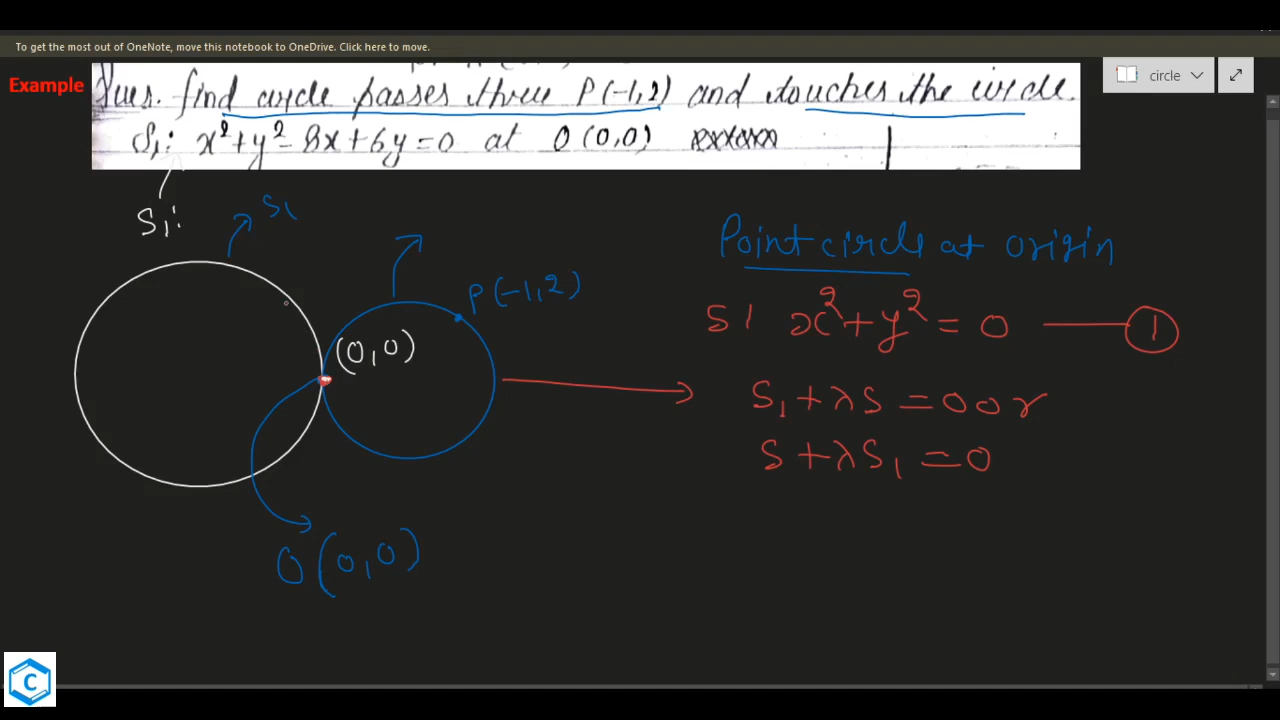 To get the most out of OneNote, move this notebook to OneDrive. Click here to move.
Example
Ques. find circle passes three P(-1,2) and touches the circle.
S₁: x²+y²-8x+6y=0 at O(0,0)
circle
S₁:
S₁
P(-1,2)
(0,0)
O(0,0)
Point circle at origin
S: x²+y²=0 — 1
S₁+λS=0 or
S+λS₁=0
C